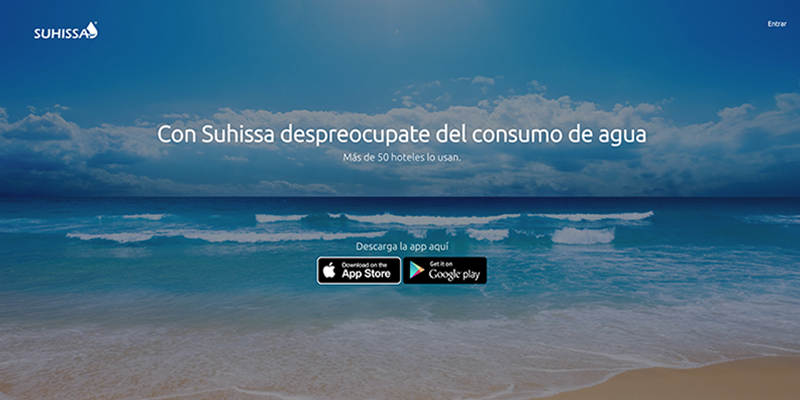 SUHISSA
Entrar
Con Suhissa despreocupate del consumo de agua
Más de 50 hoteles lo usan.
Descarga la app aquí
Download on the
App Store
Get it on
Google play